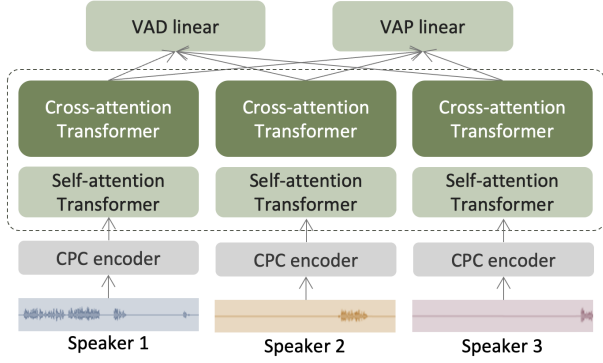 VAD linear
VAP linear
Cross-attention
Transformer
Cross-attention
Transformer
Cross-attention
Transformer
Self-attention
Transformer
Self-attention
Transformer
Self-attention
Transformer
CPC encoder
CPC encoder
CPC encoder
Speaker 1
Speaker 2
Speaker 3